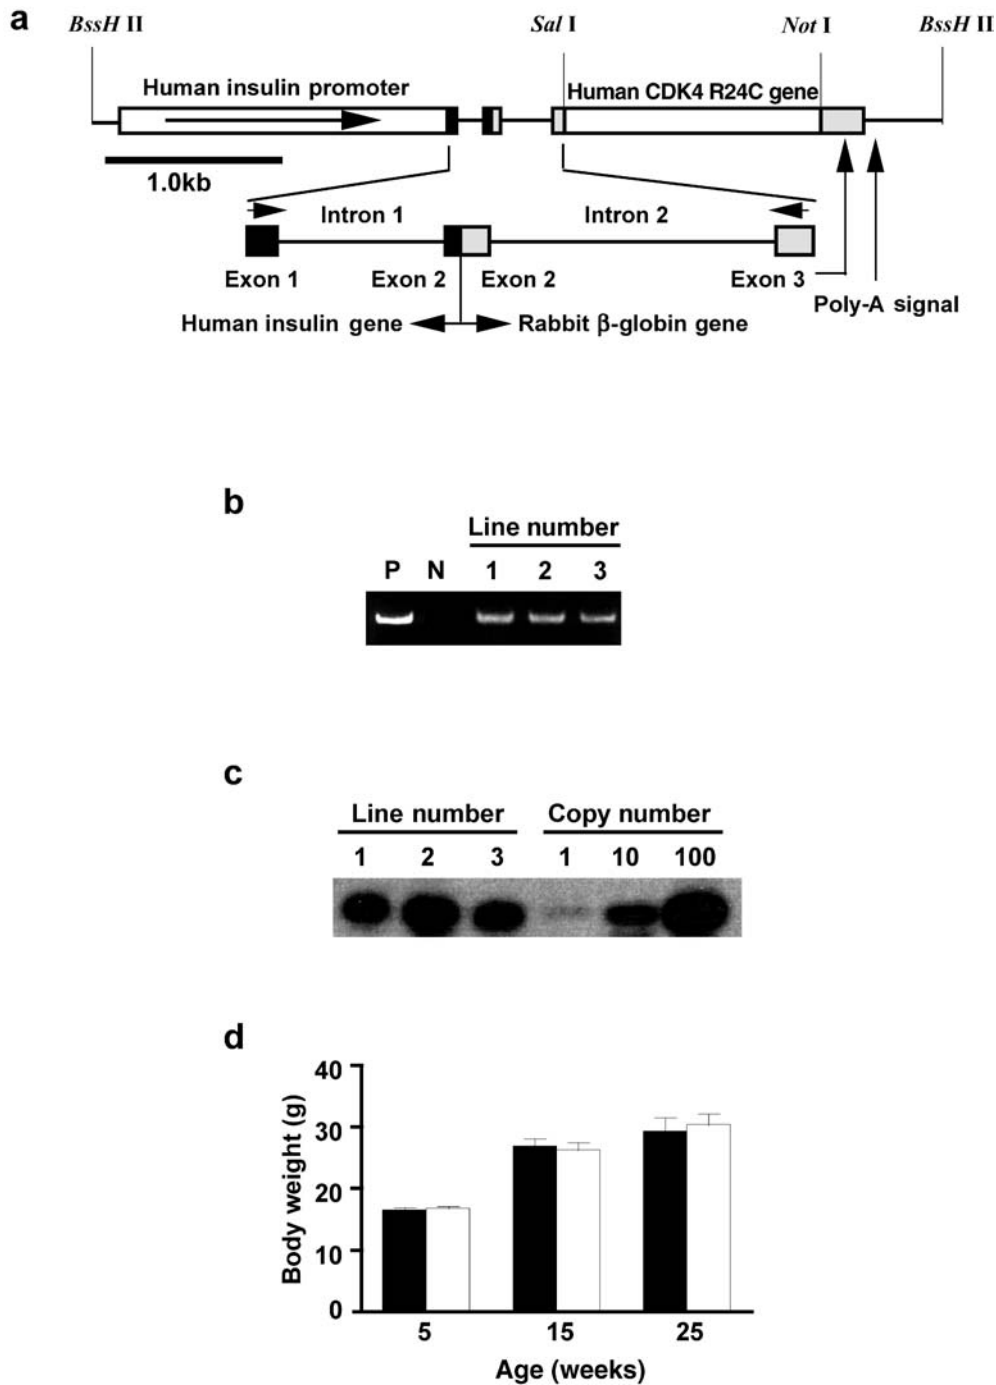 a
BssH II
Sal I
Not I
BssH II
Human insulin promoter
Human CDK4 R24C gene
1.0kb
Intron 1
Intron 2
Exon 1
Exon 2
Exon 2
Exon 3
Poly-A signal
Human insulin gene
Rabbit β-globin gene
b
Line number
P N 1 2 3
c
Line number
Copy number
1 2 3 1 10 100
d
Body weight (g)
40
30
20
10
0
5 15 25
Age (weeks)